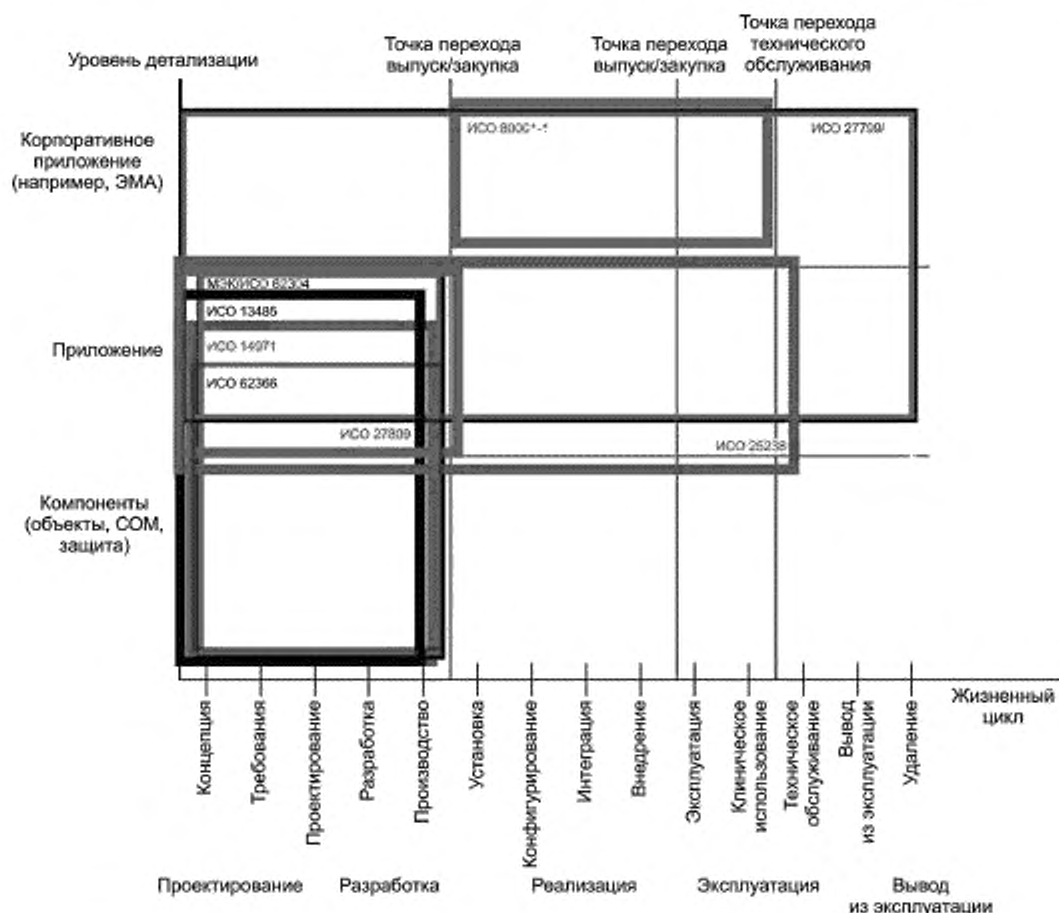 Точка перехода
технического
обслуживания
Точка перехода
выпуск/закупка
Точка перехода
выпуск/закупка
Уровень детализации
Корпоративное
приложение
(например, ЭМА)
ИСО
ИСО 27799/
МЭК/ИСО 62304
ИСО 13485
ИСО 14971
Приложение
ИСО 62366
ИСО 27809
ИСО 25238
Компоненты
(объекты, COM,
защита)
Жизненный
цикл
Концепция
Требования
Проектирование
Разработка
Производство
Установка
Конфигурирование
Интеграция
Внедрение
Эксплуатация
Клиническое
использование
Техническое
обслуживание
Вывод
из эксплуатации
Удаление
Проектирование
Разработка
Реализация
Эксплуатация
Вывод
из эксплуатации